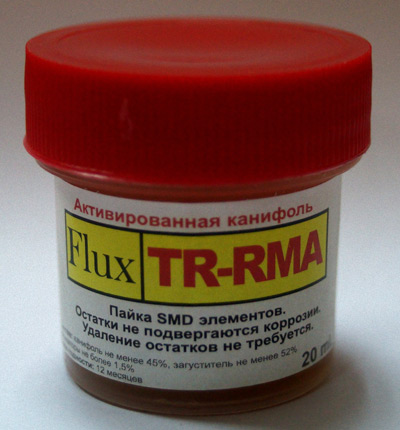 Активированная канифоль
Flux TR-RMA
Пайка SMD элементов.
Остатки не подвергаются коррозии.
Удаление остатков не требуется.
канифоль не менее 45%, загуститель не менее 52%
не более 1,5%
12 месяцев
20 ml